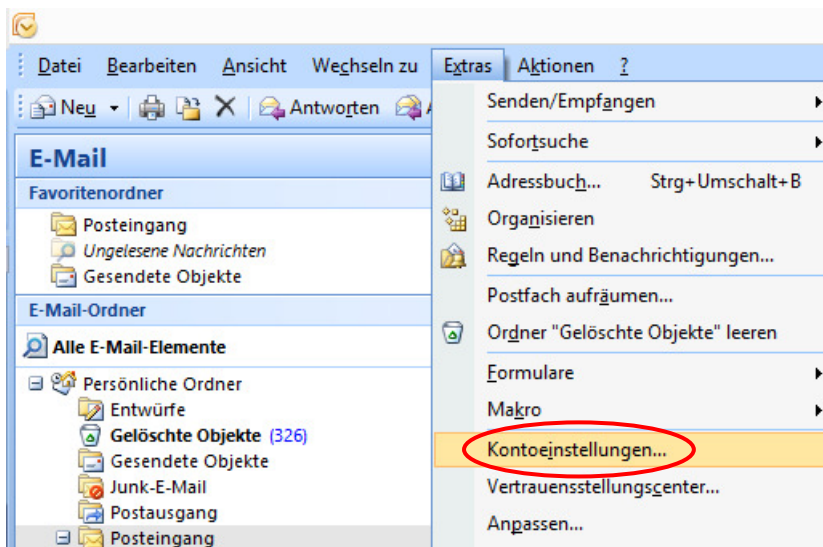 Datei Bearbeiten Ansicht Wechseln zu Extras Aktionen ?
Neu Antworten
E-Mail
Favoritenordner
Posteingang
Ungelesene Nachrichten
Gesendete Objekte
E-Mail-Ordner
Alle E-Mail-Elemente
Persönliche Ordner
Entwürfe
Gelöschte Objekte (326)
Gesendete Objekte
Junk-E-Mail
Postausgang
Posteingang
Senden/Empfangen
Sofortsuche
Adressbuch... Strg+Umschalt+B
Organisieren
Regeln und Benachrichtigungen...
Postfach aufräumen...
Ordner "Gelöschte Objekte" leeren
Formulare
Makro
Kontoeinstellungen...
Vertrauensstellungscenter...
Anpassen...